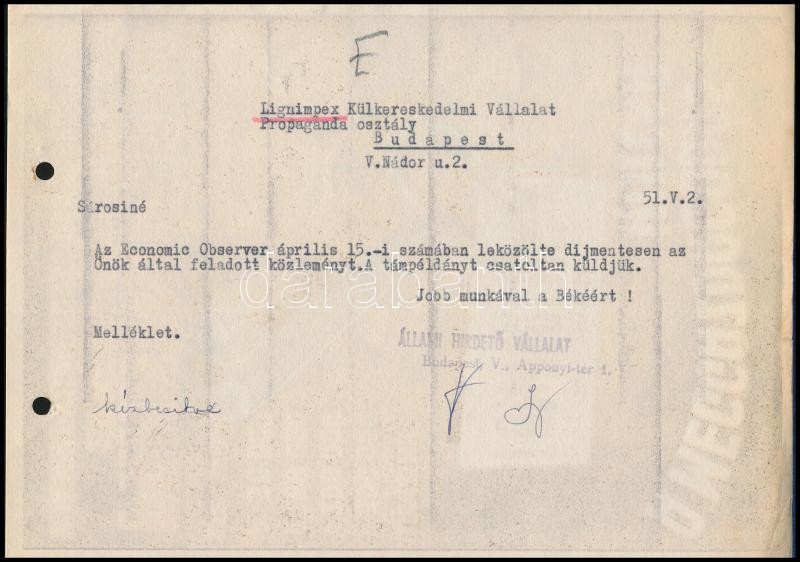 E
Lignimpex Külkereskedelmi Vállalat
Propaganda osztály
Budapest
V.Nádor u.2.
51.V.2.
Sárosiné
Az Economic Observer április 15.-i számában leközölte dijmentesen az
Önök által feladott közleményt.A támpéldányt csatoltan küldjük.
Jobb munkával a Békéért !
Melléklet.
ÁLLAMI HIRDETŐ VÁLLALAT
Budapest V., Apponyi-tér 1.
kézbesitve
darabanth